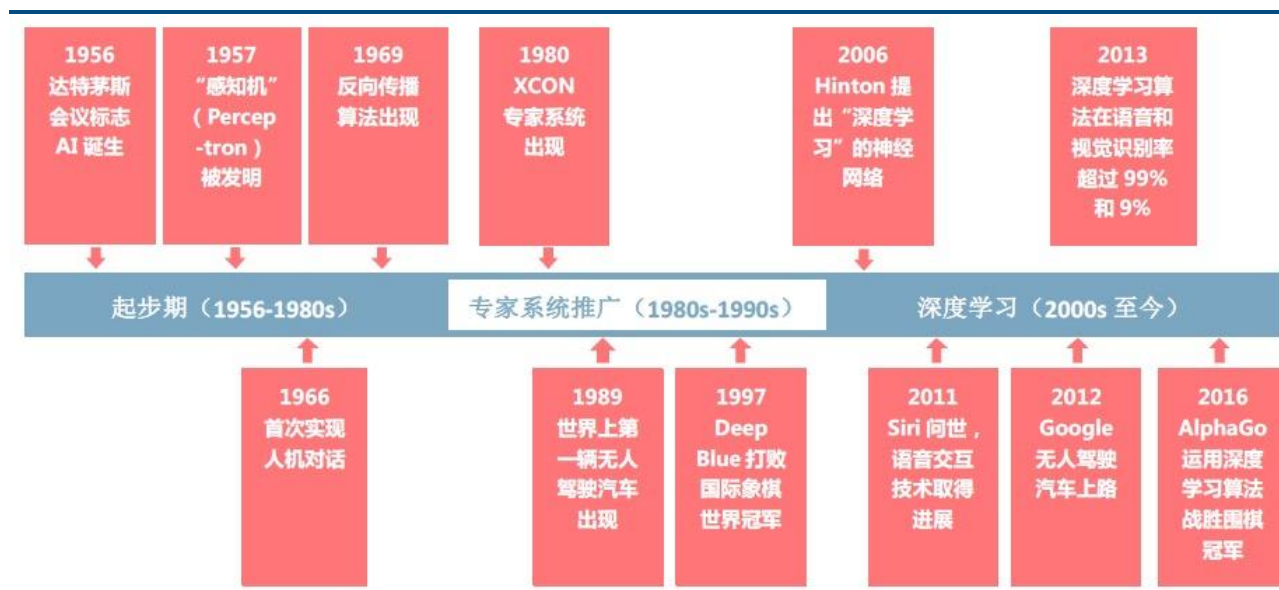 1956
达特茅斯
会议标志
AI 诞生
1957
“感知机”
（Percep
-tron）
被发明
1969
反向传播
算法出现
1980
XCON
专家系统
出现
2006
Hinton 提
出“深度学
习”的神经
网络
2013
深度学习算
法在语音和
视觉识别率
超过 99%
和 9%
起步期（1956-1980s）
专家系统推广（1980s-1990s）
深度学习（2000s 至今）
1966
首次实现
人机对话
1989
世界上第
一辆无人
驾驶汽车
出现
1997
Deep
Blue 打败
国际象棋
世界冠军
2011
Siri 问世，
语音交互
技术取得
进展
2012
Google
无人驾驶
汽车上路
2016
AlphaGo
运用深度
学习算法
战胜围棋
冠军